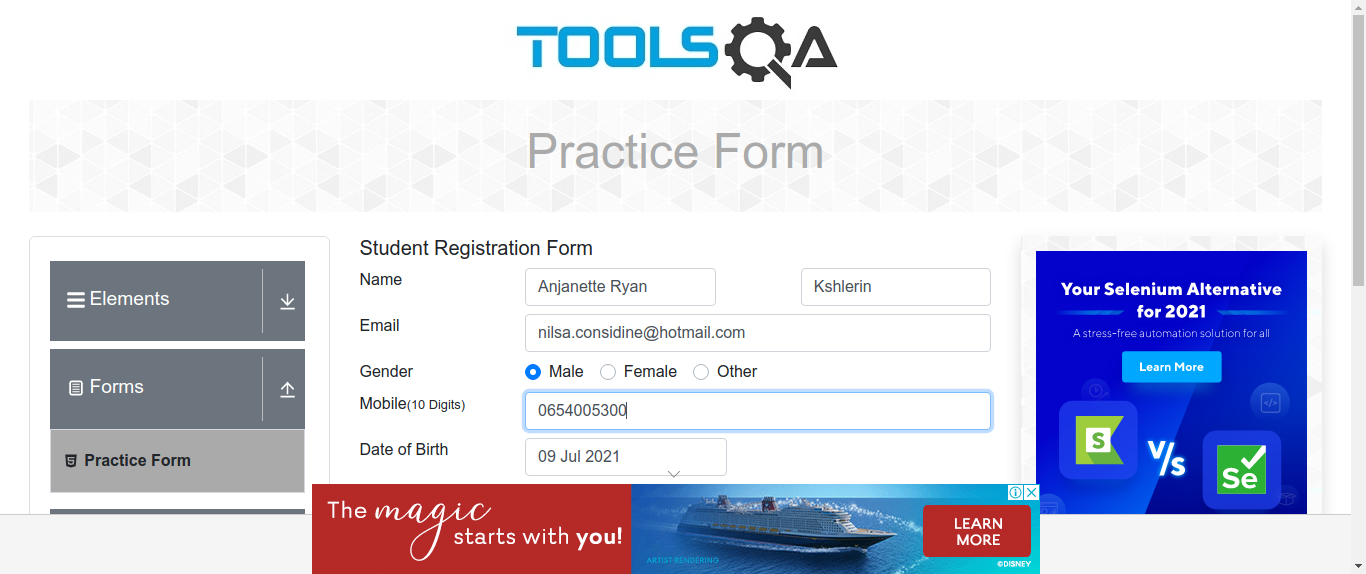 TOOLSQA
Practice Form
Elements
Forms
Practice Form
Student Registration Form
Name
Anjanette Ryan
Kshlerin
Email
nilsa.considine@hotmail.com
Gender
Male
Female
Other
Mobile(10 Digits)
0654005300
Date of Birth
09 Jul 2021
Your Selenium Alternative
for 2021
A stress-free automation solution for all
Learn More
S
V/s
Se
The magic
starts with you!
ARTIST RENDERING
LEARN
MORE
©DISNEY